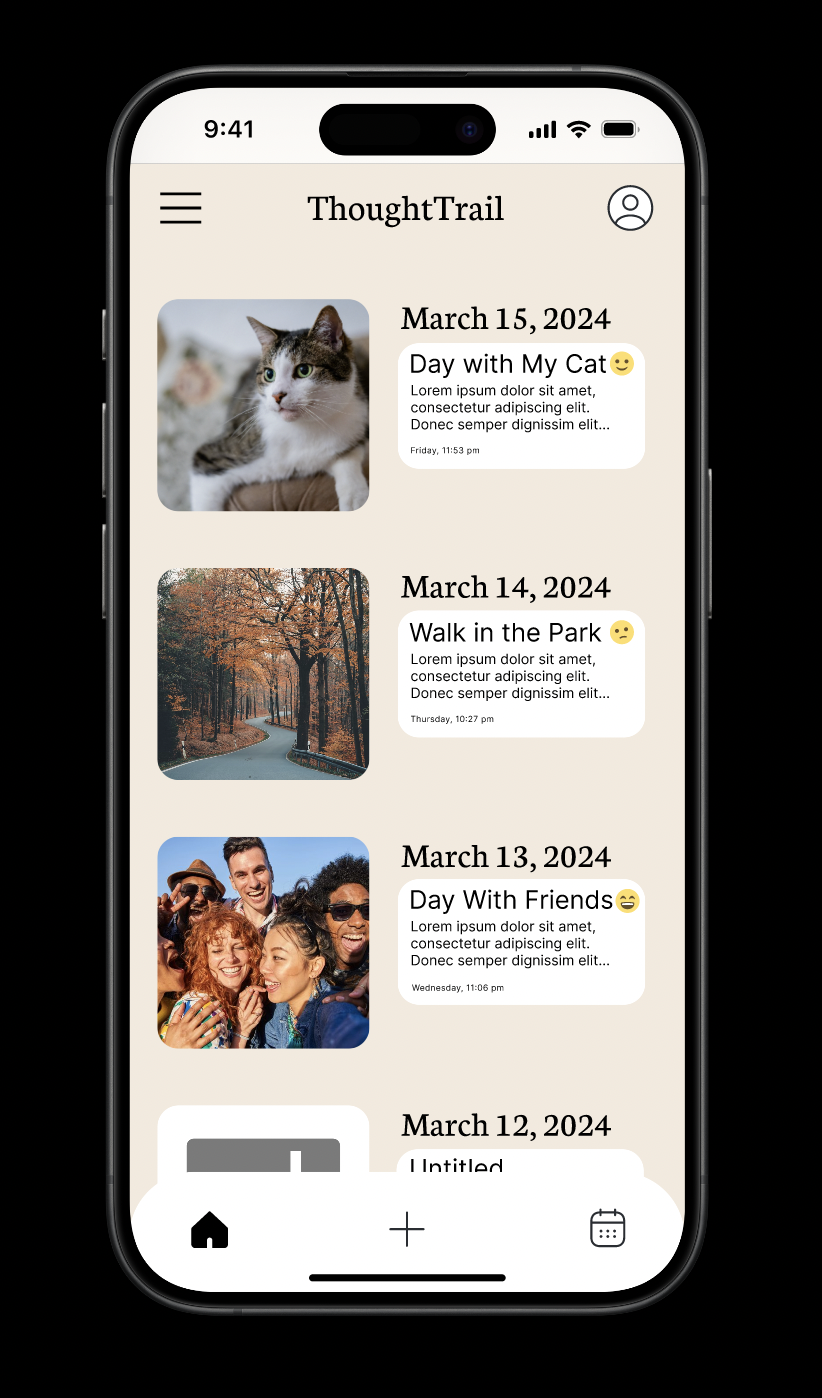 9:41
ThoughtTrail
March 15, 2024
Day with My Cat🙂
Lorem ipsum dolor sit amet,
consectetur adipiscing elit.
Donec semper dignissim elit...
Friday, 11:53 pm
March 14, 2024
Walk in the Park 🫤
Lorem ipsum dolor sit amet,
consectetur adipiscing elit.
Donec semper dignissim elit...
Thursday, 10:27 pm
March 13, 2024
Day With Friends😄
Lorem ipsum dolor sit amet,
consectetur adipiscing elit.
Donec semper dignissim elit...
Wednesday, 11:06 pm
March 12, 2024
Untitled